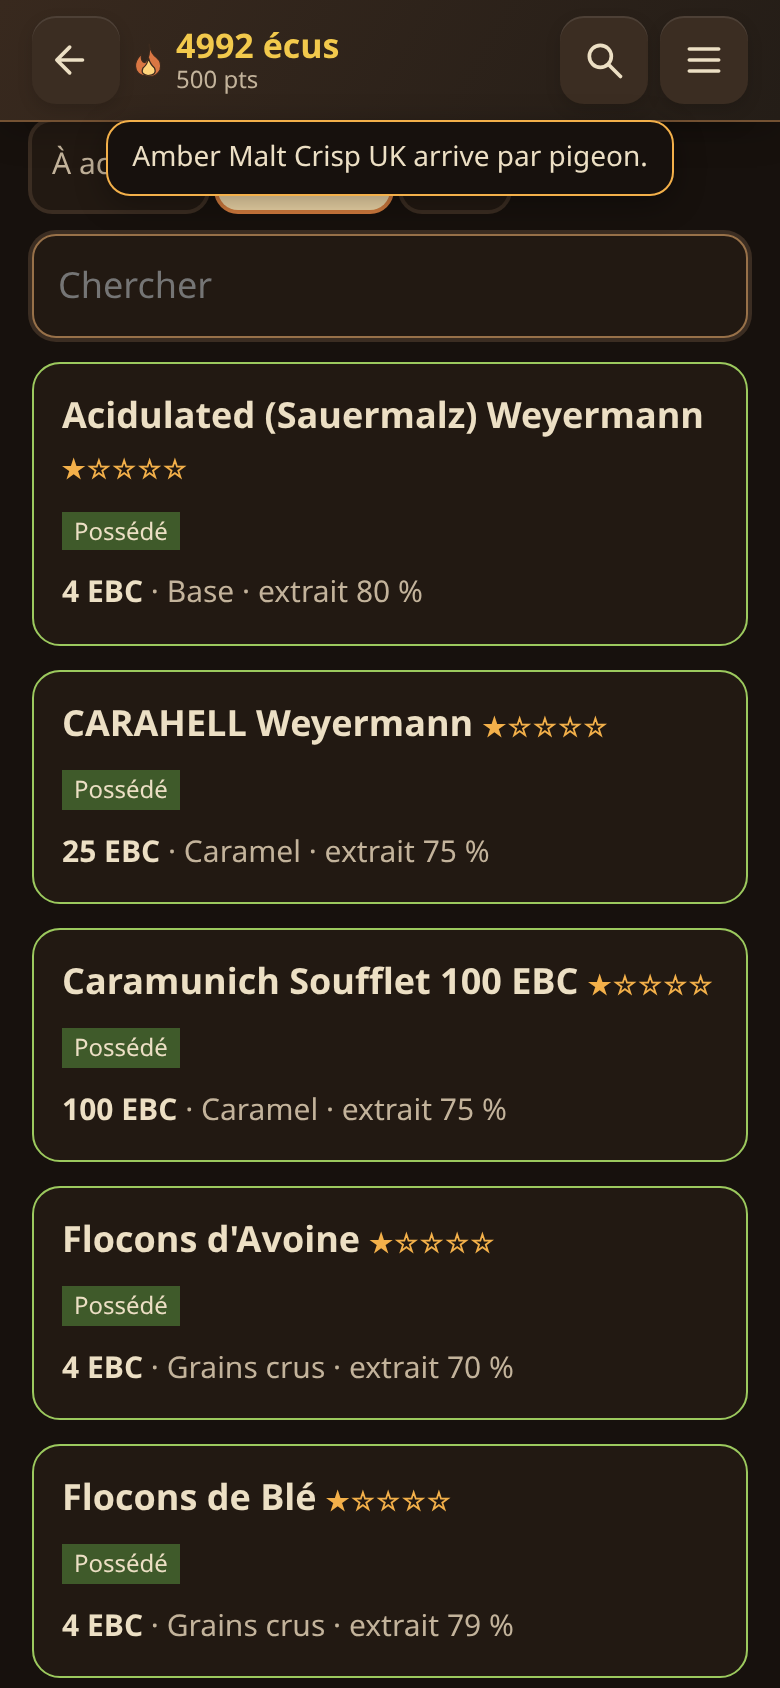 4992 écus
500 pts
Amber Malt Crisp UK arrive par pigeon.
Chercher
Acidulated (Sauermalz) Weyermann
★☆☆☆☆
Possédé
4 EBC · Base · extrait 80 %
CARAHELL Weyermann ★☆☆☆☆
Possédé
25 EBC · Caramel · extrait 75 %
Caramunich Soufflet 100 EBC ★☆☆☆☆
Possédé
100 EBC · Caramel · extrait 75 %
Flocons d'Avoine ★☆☆☆☆
Possédé
4 EBC · Grains crus · extrait 70 %
Flocons de Blé ★☆☆☆☆
Possédé
4 EBC · Grains crus · extrait 79 %